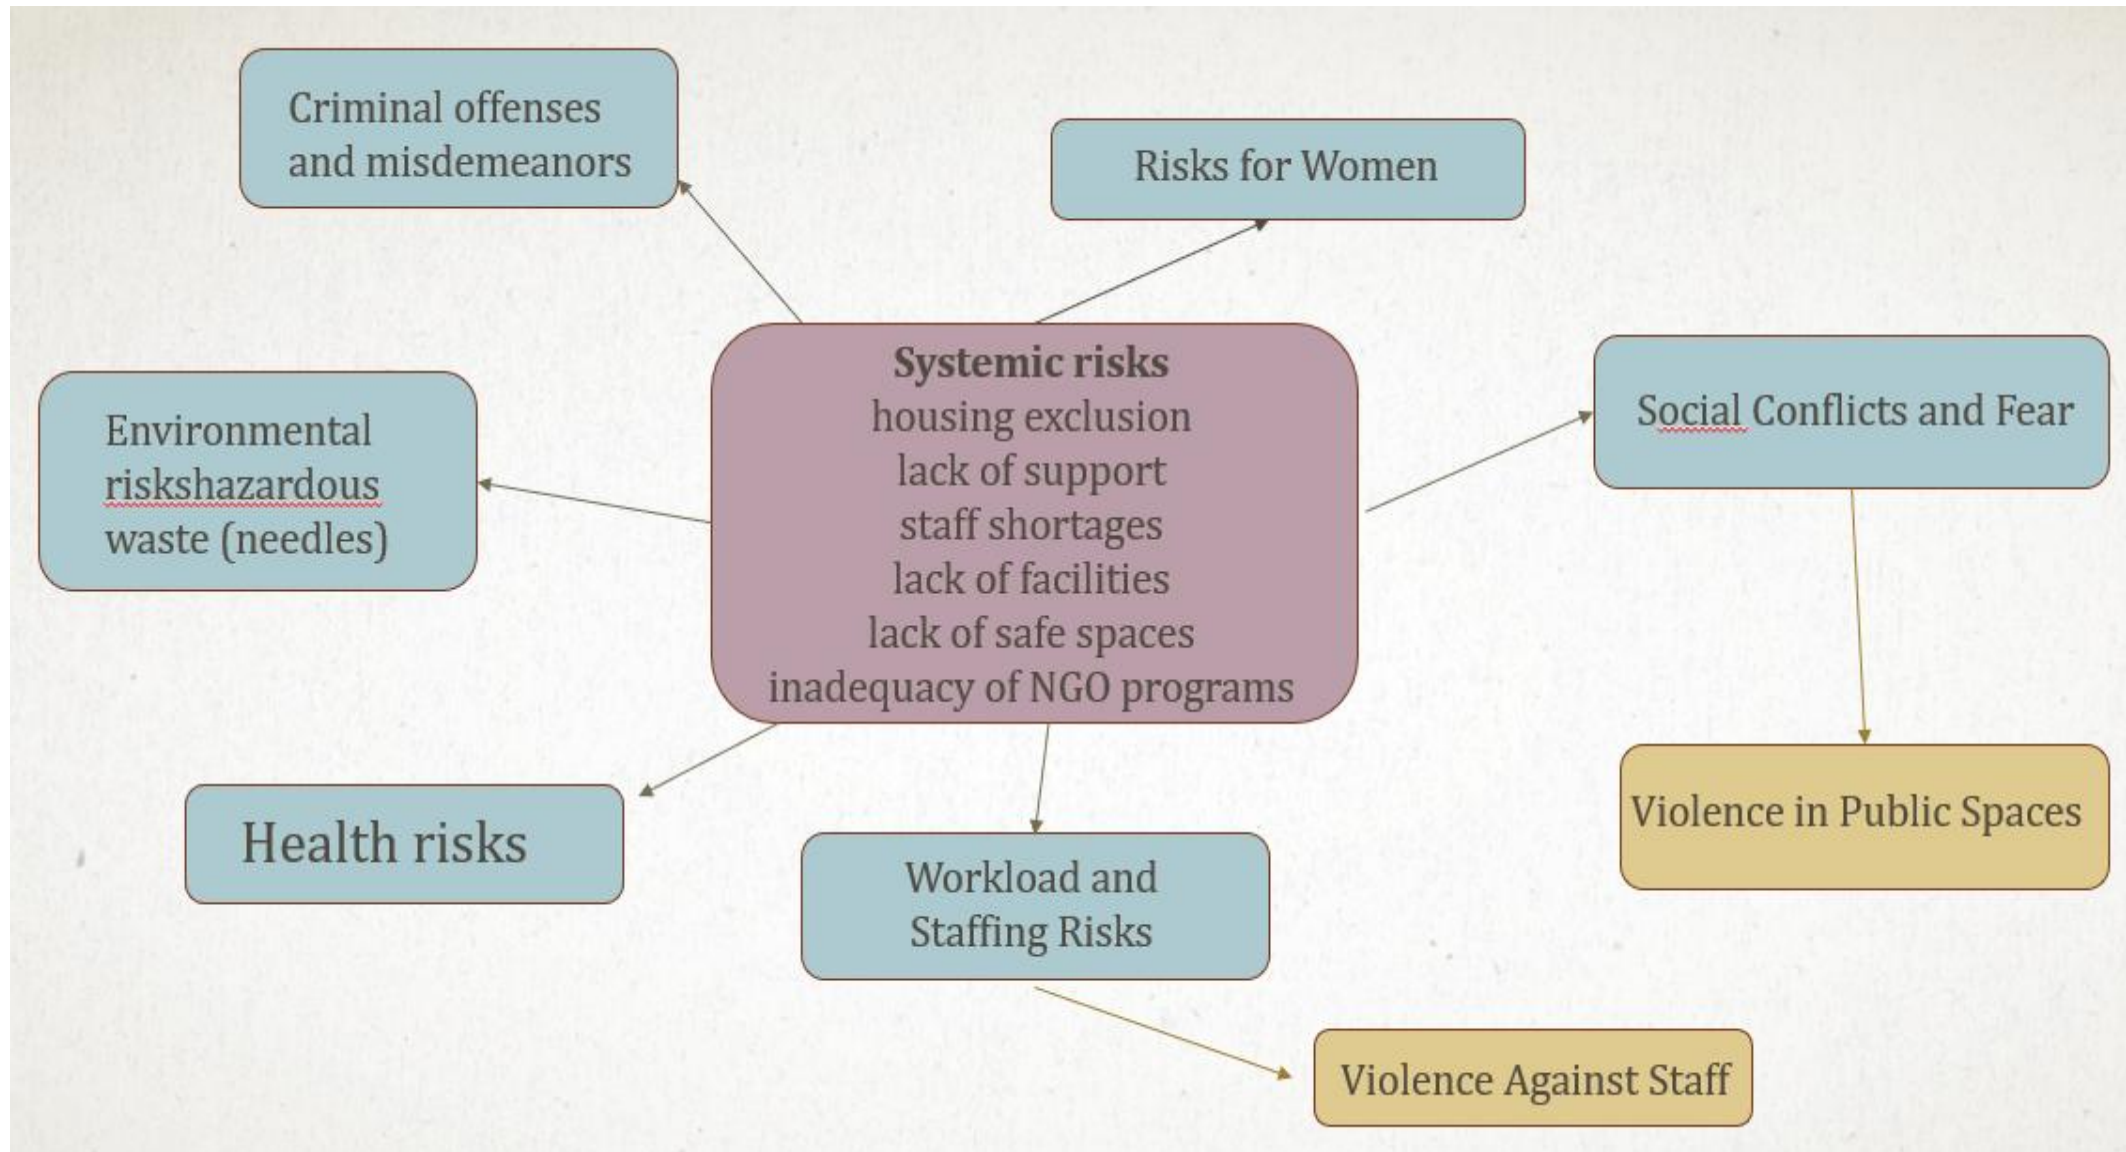 Criminal offenses
and misdemeanors
Risks for Women
Systemic risks
housing exclusion
lack of support
staff shortages
lack of facilities
lack of safe spaces
inadequacy of NGO programs
Social Conflicts and Fear
Environmental
riskshazardous
waste (needles)
Health risks
Workload and
Staffing Risks
Violence in Public Spaces
Violence Against Staff